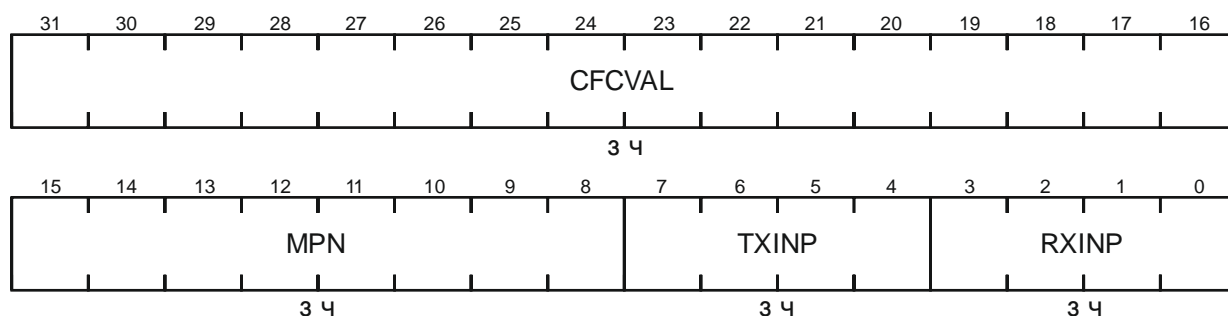 31 30 29 28 27 26 25 24 23 22 21 20 19 18 17 16
CFCVAL
з ч
15 14 13 12 11 10 9 8 7 6 5 4 3 2 1 0
MPN TXINP RXINP
з ч з ч з ч